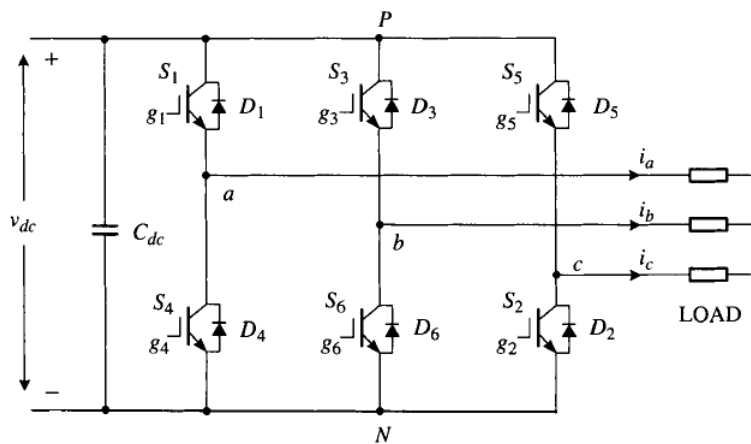 P
+
S1
S3
S5
g1
D1
g3
D3
g5
D5
ia
a
vdc
Cdc
ib
b
ic
c
LOAD
S4
S6
S2
g4
D4
g6
D6
g2
D2
−
N